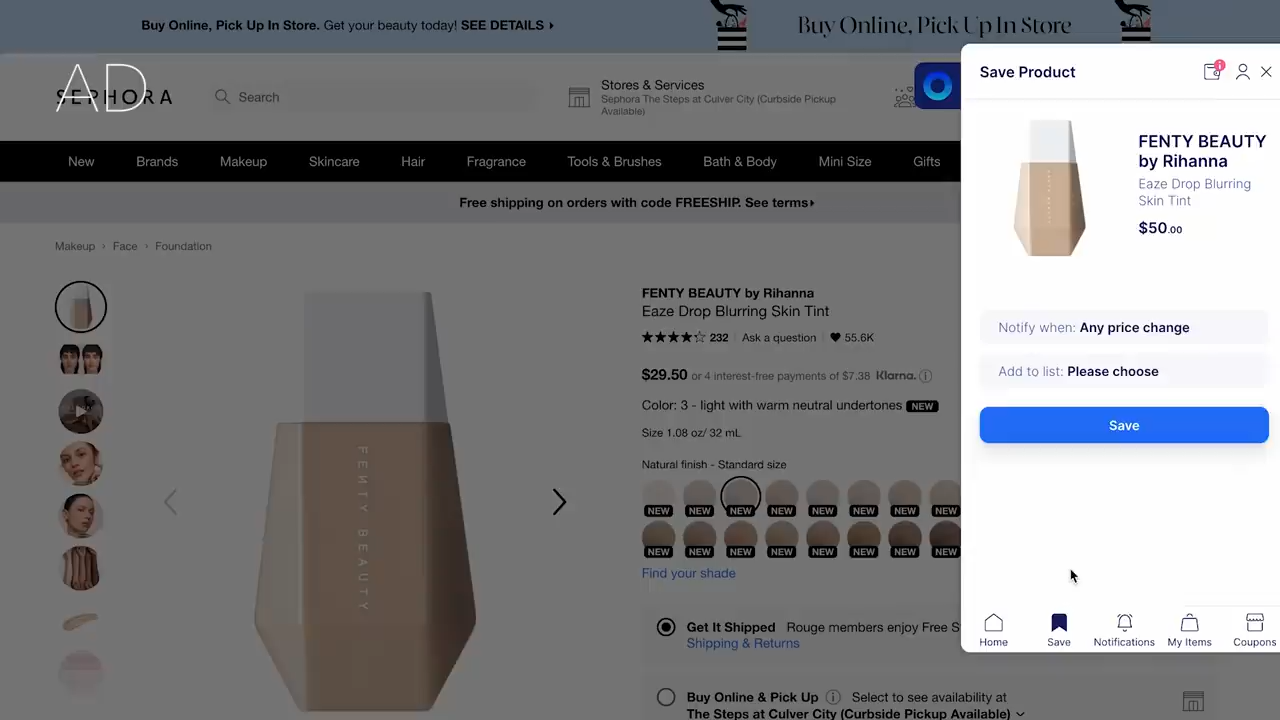 Buy Online, Pick Up In Store. Get your beauty today! SEE DETAILS
Buy Online, Pick Up In Store
AD
SEPHORA
Search
Stores & Services
Sephora The Steps at Culver City (Curbside Pickup
Available)
New Brands Makeup Skincare Hair Fragrance Tools & Brushes Bath & Body Mini Size Gifts
Free shipping on orders with code FREESHIP. See terms
Makeup › Face › Foundation
FENTY BEAUTY
FENTY BEAUTY by Rihanna
Eaze Drop Blurring Skin Tint
232 Ask a question 55.6K
$29.50 or 4 interest-free payments of $7.38 Klarna.
Color: 3 - light with warm neutral undertones NEW
Size 1.08 oz/ 32 mL
Natural finish - Standard size
NEW NEW NEW NEW NEW NEW NEW NEW
NEW NEW NEW NEW NEW NEW NEW NEW
Find your shade
Get It Shipped Rouge members enjoy Free S
Shipping & Returns
Buy Online & Pick Up Select to see availability at
The Steps at Culver City (Curbside Pickup Available)
Save Product
FENTY BEAUTY
by Rihanna
Eaze Drop Blurring
Skin Tint
$50.00
Notify when: Any price change
Add to list: Please choose
Save
Home Save Notifications My Items Coupons